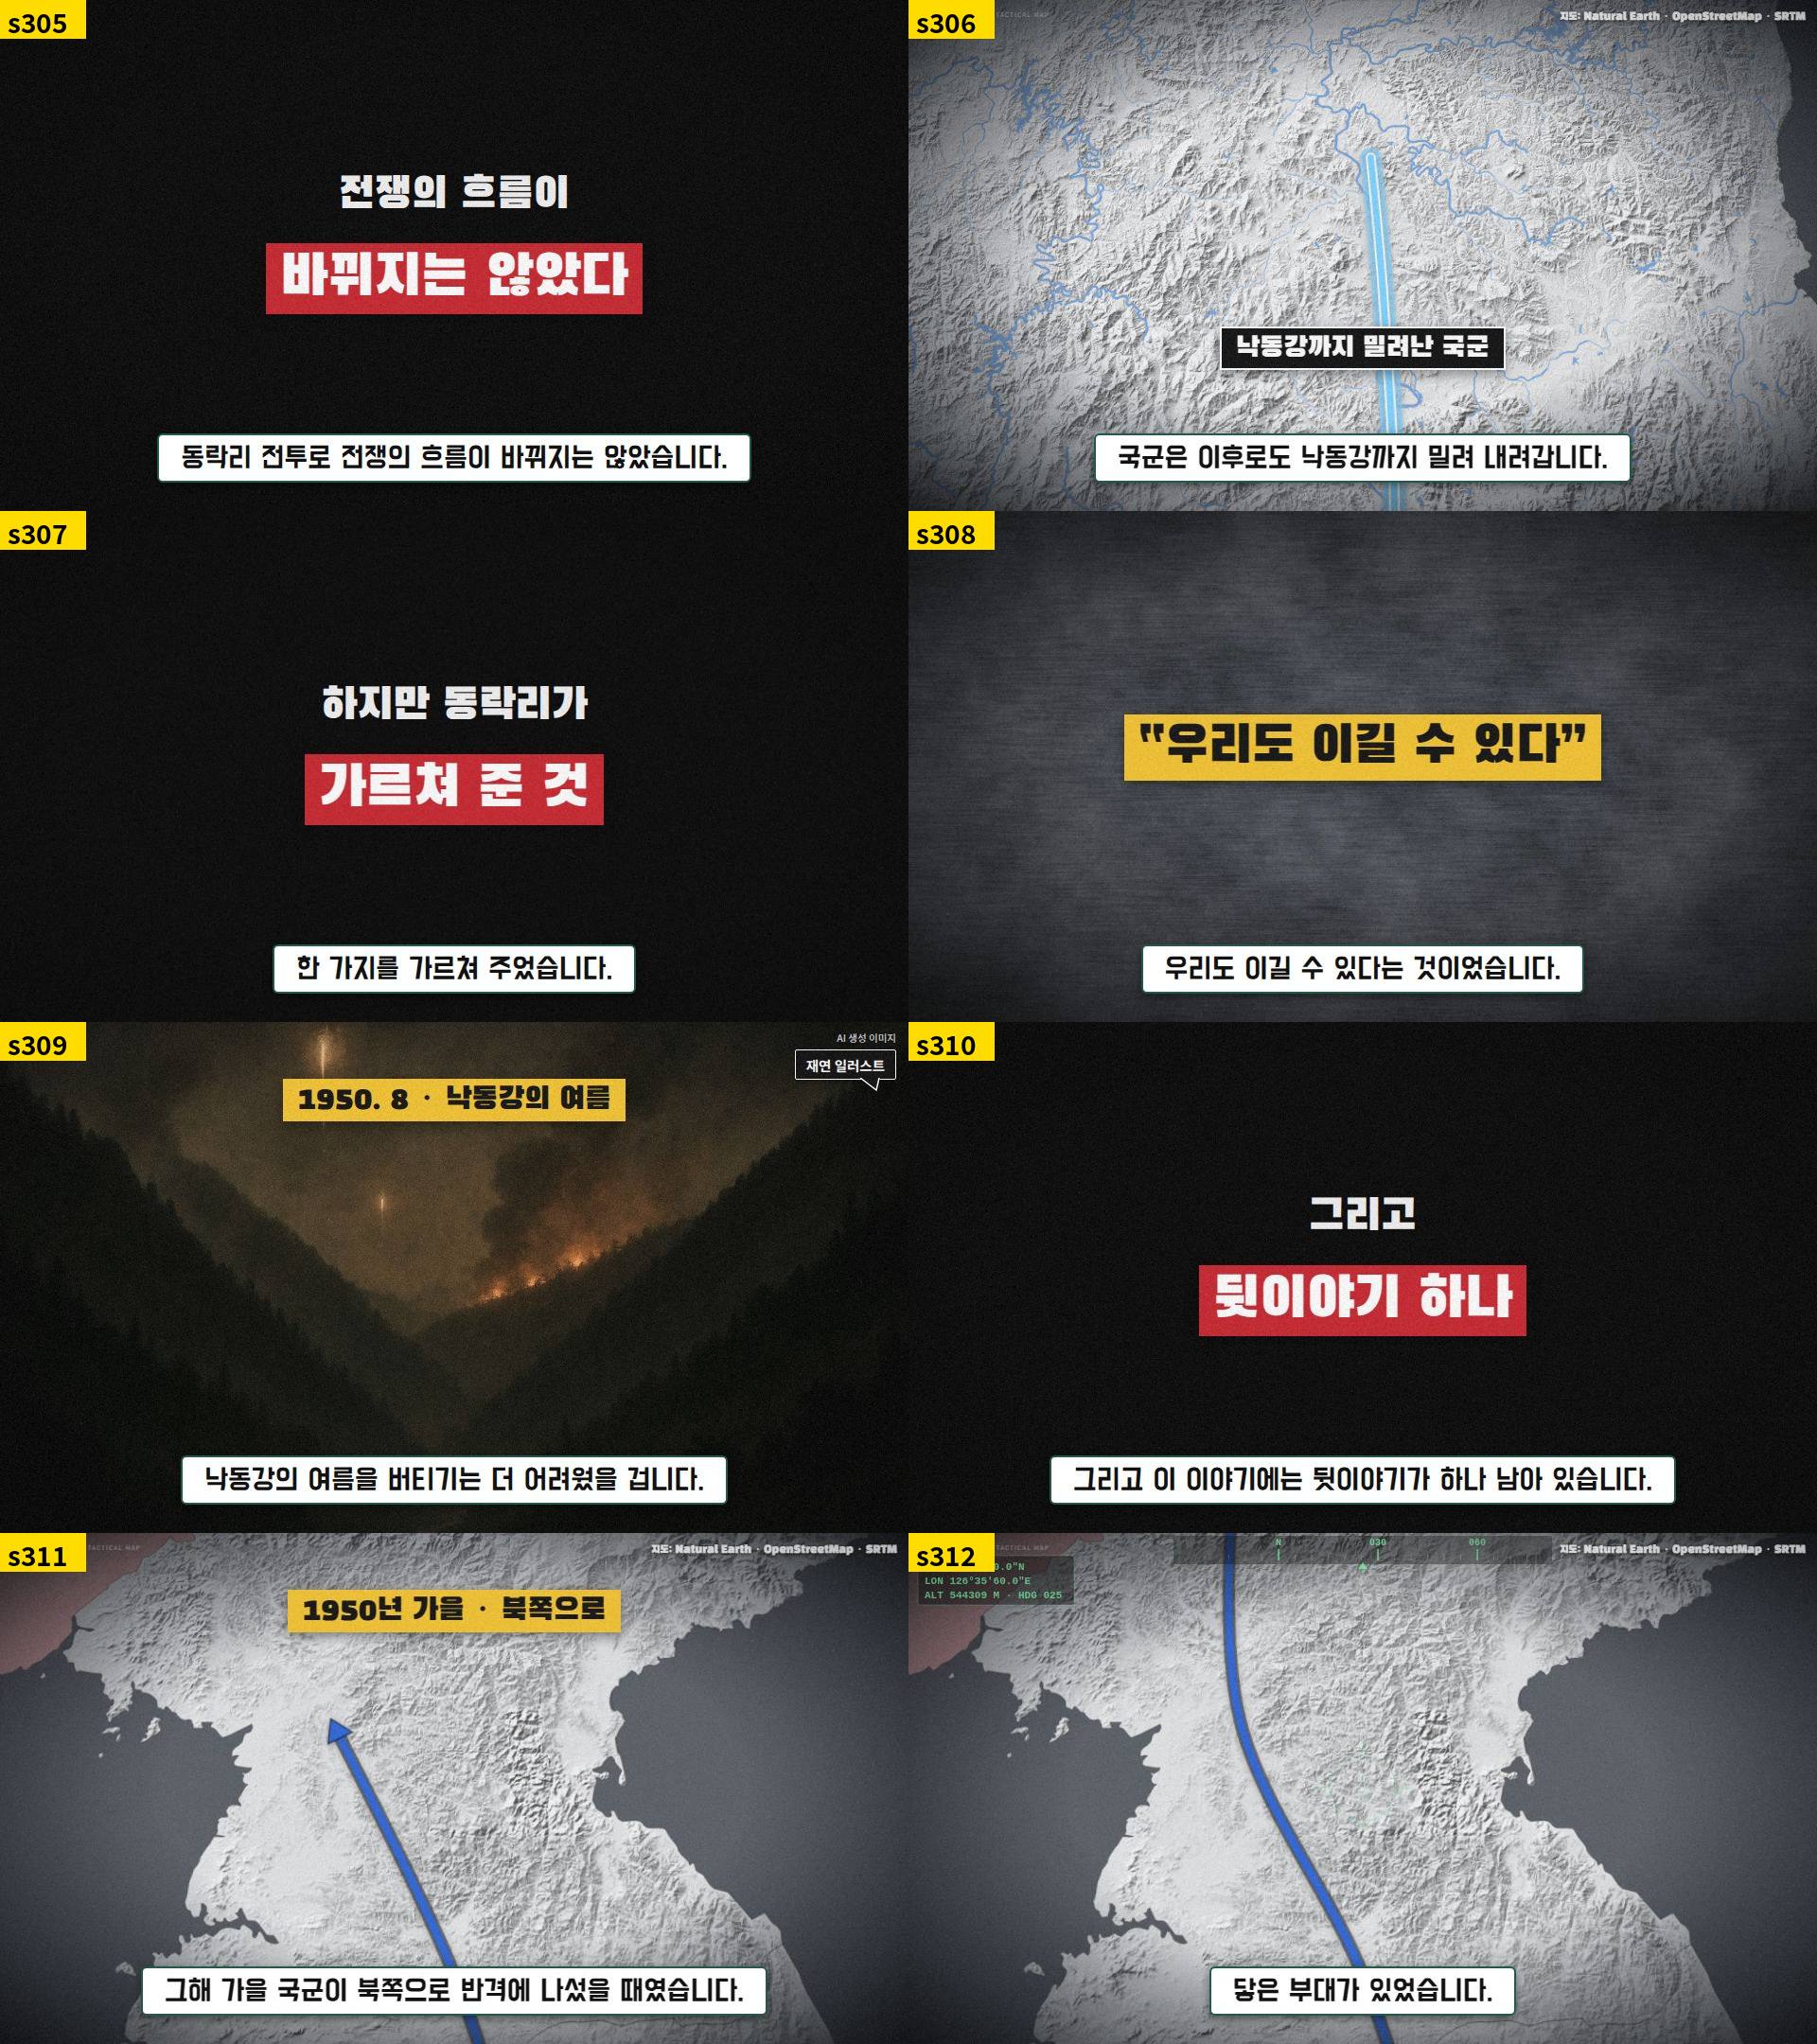 s305
전쟁의 흐름이
바꿔지는 않았다
동락리 전투로 전쟁의 흐름이 바꿔지는 않았습니다.
s306
TACTICAL MAP
지도: Natural Earth · OpenStreetMap · SRTM
낙동강까지 밀려난 국군
국군은 이후로도 낙동강까지 밀려 내려갑니다.
s307
하지만 동락리가
가르쳐 준 것
한 가지를 가르쳐 주었습니다.
s308
"우리도 이길 수 있다"
우리도 이길 수 있다는 것이었습니다.
s309
AI 생성 이미지
재연 일러스트
1950. 8 · 낙동강의 여름
낙동강의 여름을 버티기는 더 어려웠을 겁니다.
s310
그리고
뒷이야기 하나
그리고 이 이야기에는 뒷이야기가 하나 남아 있습니다.
s311
TACTICAL MAP
지도: Natural Earth · OpenStreetMap · SRTM
1950년 가을 · 북쪽으로
그해 가을 국군이 북쪽으로 반격에 나섰을 때였습니다.
s312
TACTICAL MAP
N 030 060
지도: Natural Earth · OpenStreetMap · SRTM
0.0"N
LON 126°35'60.0"E
ALT 544309 M · HDG 025
닿은 부대가 있었습니다.